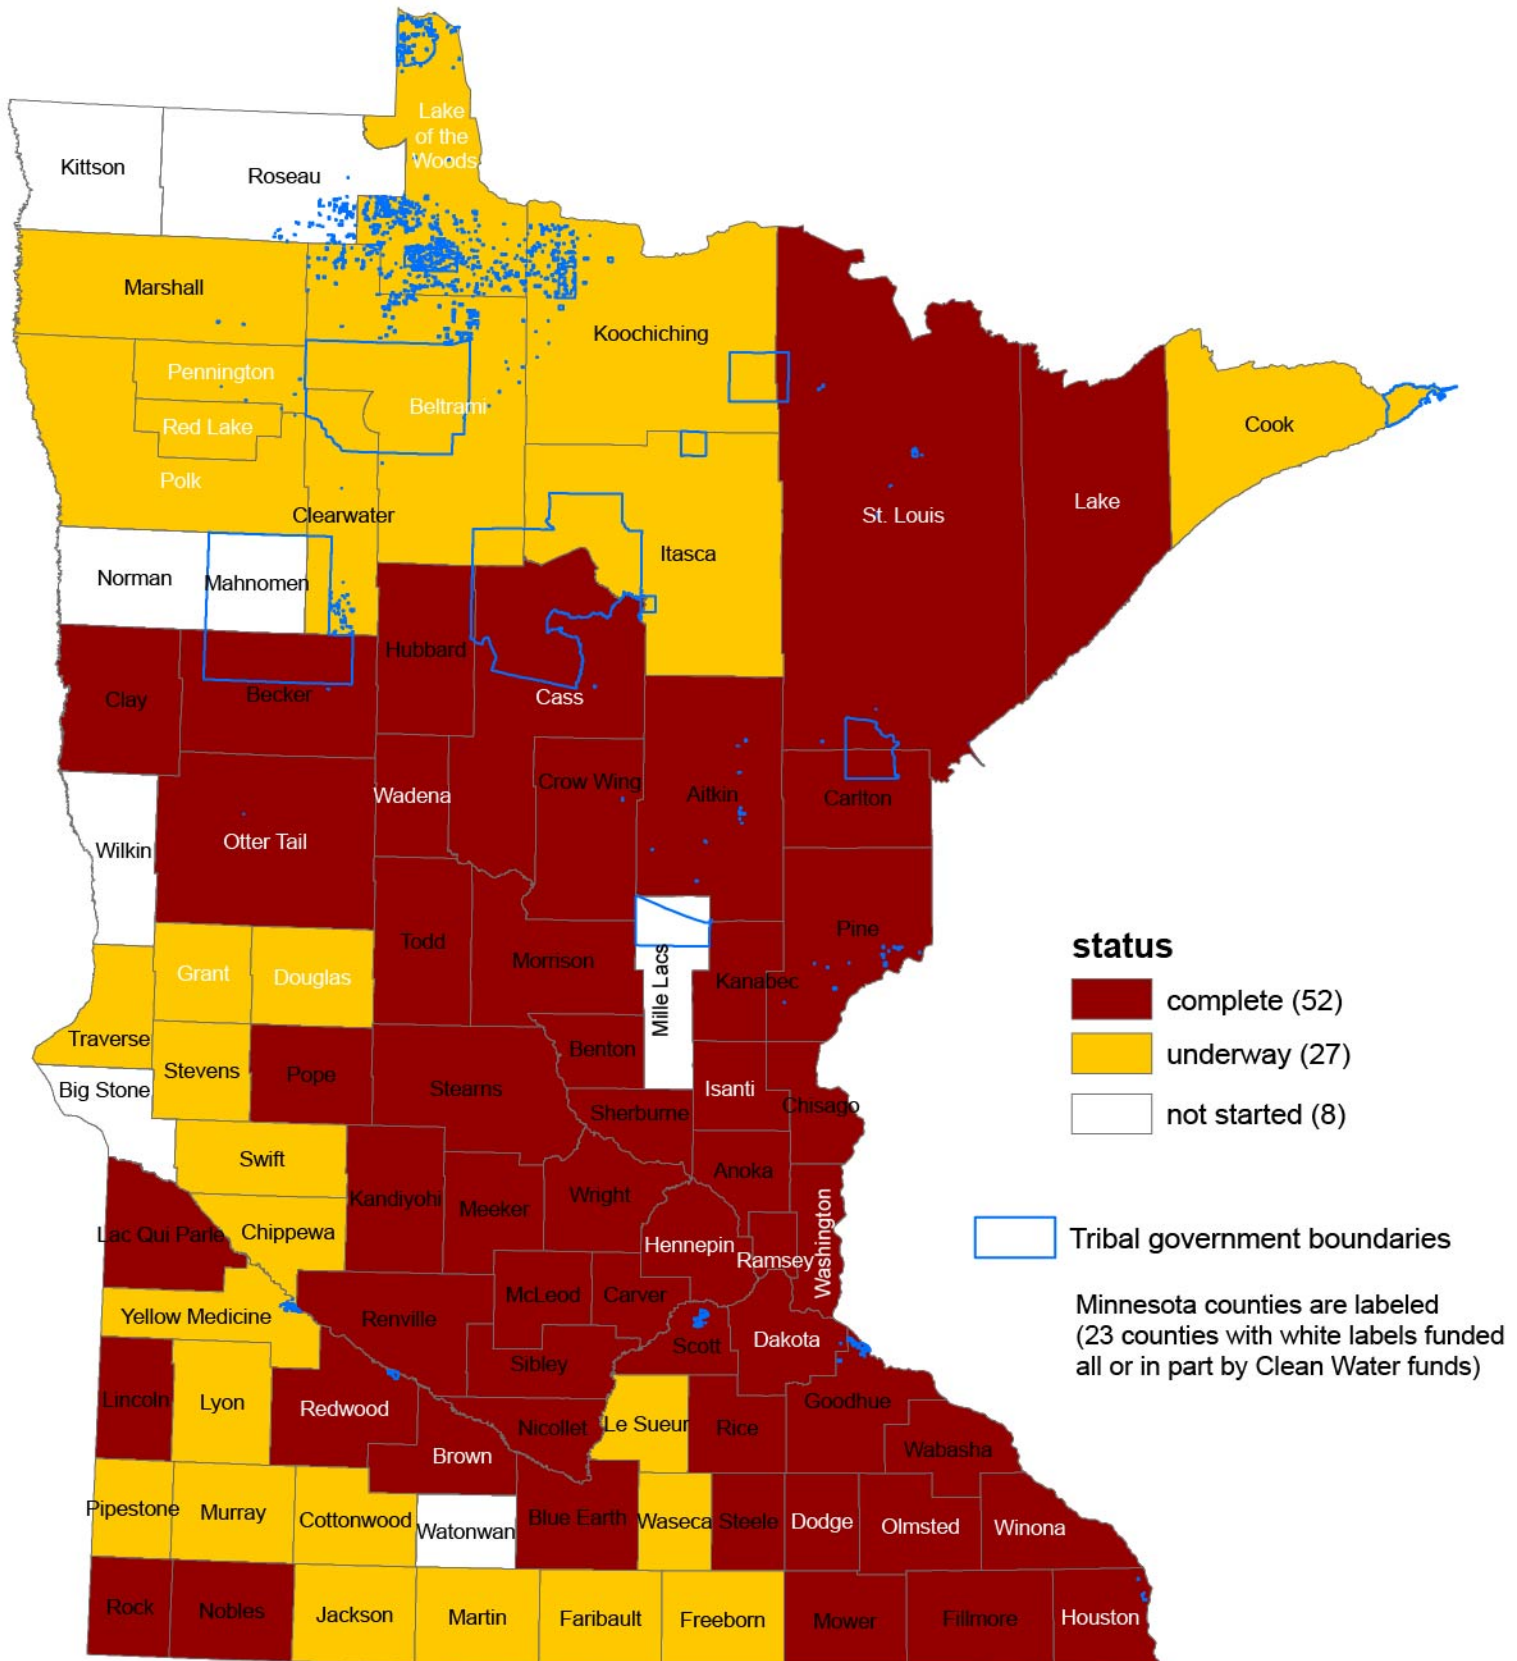 Lake
of the
Woods
Kittson
Roseau
Marshall
Koochiching
Pennington
Beltrami
Red Lake
Cook
Polk
Lake
Clearwater
St. Louis
Itasca
Norman
Mahnomen
Hubbard
Clay
Becker
Cass
Crow Wing
Wadena
Aitkin
Carlton
Otter Tail
Wilkin
Pine
Todd
Morrison
Grant
Douglas
Kanabec
Mille Lacs
Traverse
Benton
Stevens
Pope
Big Stone
Stearns
Isanti
Sherburne
Chisago
Swift
Anoka
Kandiyohi
Meeker
Wright
Washington
Lac Qui Parle
Chippewa
Hennepin
Ramsey
McLeod
Carver
Yellow Medicine
Renville
Scott
Dakota
Sibley
Lincoln
Lyon
Redwood
Goodhue
Nicollet
Le Sueur
Rice
Wabasha
Brown
Pipestone
Murray
Cottonwood
Watonwan
Blue Earth
Waseca
Steele
Dodge
Olmsted
Winona
Rock
Nobles
Jackson
Martin
Faribault
Freeborn
Mower
Fillmore
Houston
status
complete (52)
underway (27)
not started (8)
Tribal government boundaries
Minnesota counties are labeled
(23 counties with white labels funded
all or in part by Clean Water funds)